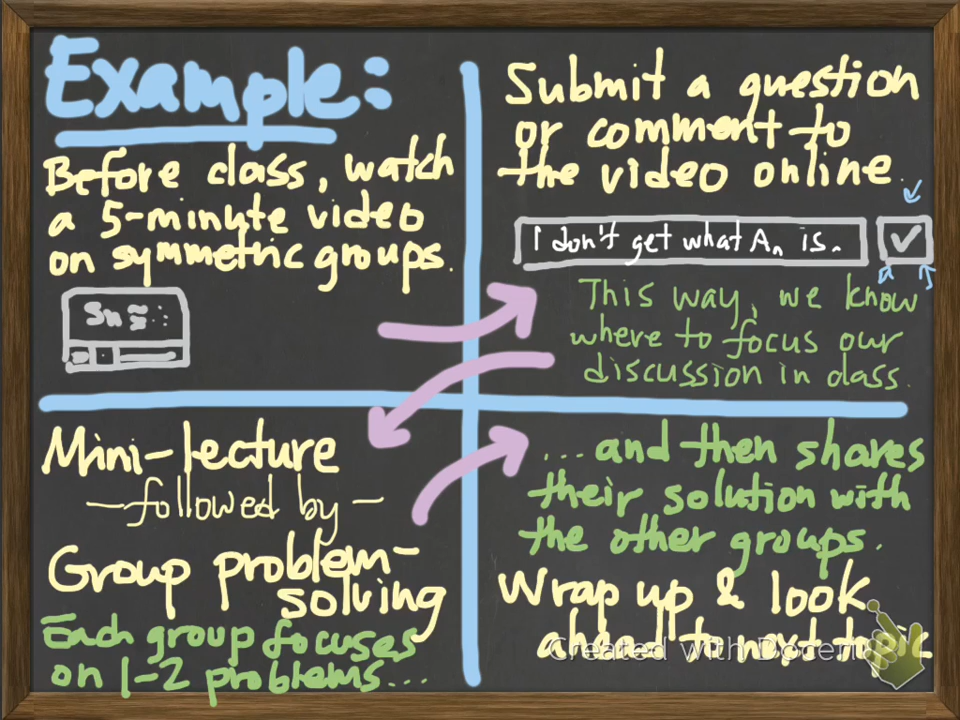 Example:
Before class, watch
a 5-minute video
on symmetric groups.
Sn
Submit a question
or comment to
the video online.
I don't get what An is.
This way, we know
where to focus our
discussion in class.
Mini-lecture
—followed by—
Group problem-
solving
Each group focuses
on 1-2 problems...
...and then shares
their solution with
the other groups.
Wrap up & look
ahead to next topic
Created with